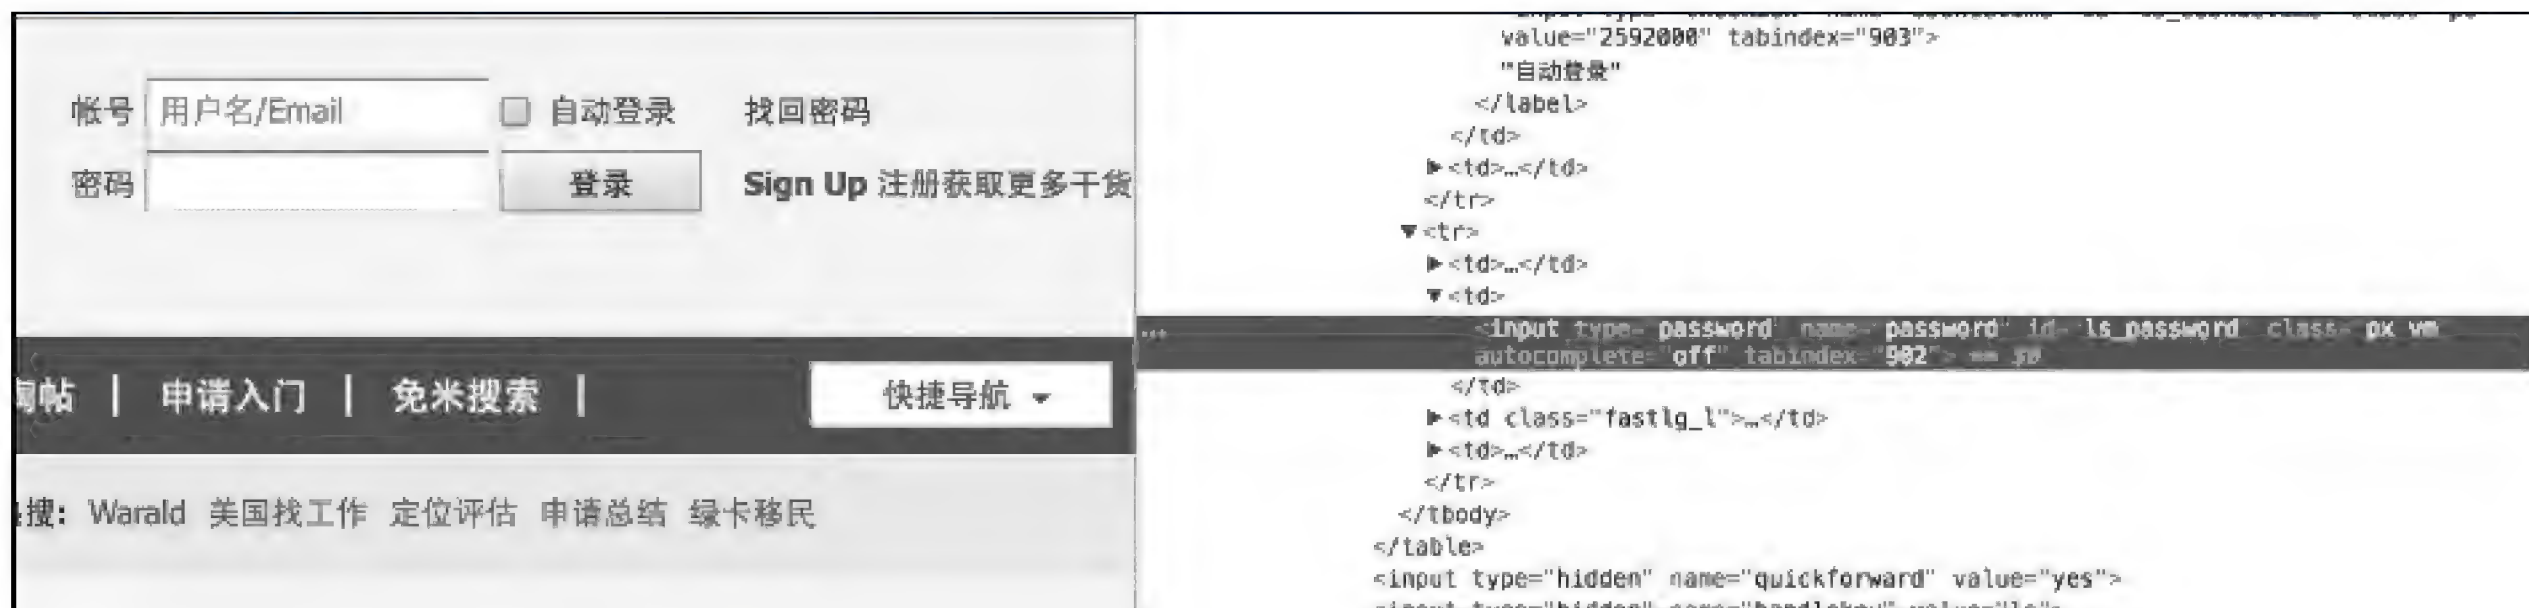 帐号 用户名/Email 自动登录 找回密码
密码 登录 Sign Up 注册获取更多干货
淘帖 | 申请入门 | 免米搜索 | 快捷导航
搜: Warald 美国找工作 定位评估 申请总结 绿卡移民
value="2592000" tabindex="903">
"自动登录"
</label>
</td>
▶<td>…</td>
</tr>
▼<tr>
▶<td>…</td>
▼<td>
<input type="password" name="password" id="ls_password" class="px vm"
autocomplete="off" tabindex="902"> == $0
</td>
▶<td class="fastlg_l">…</td>
▶<td>…</td>
</tr>
</tbody>
</table>
<input type="hidden" name="quickforward" value="yes">